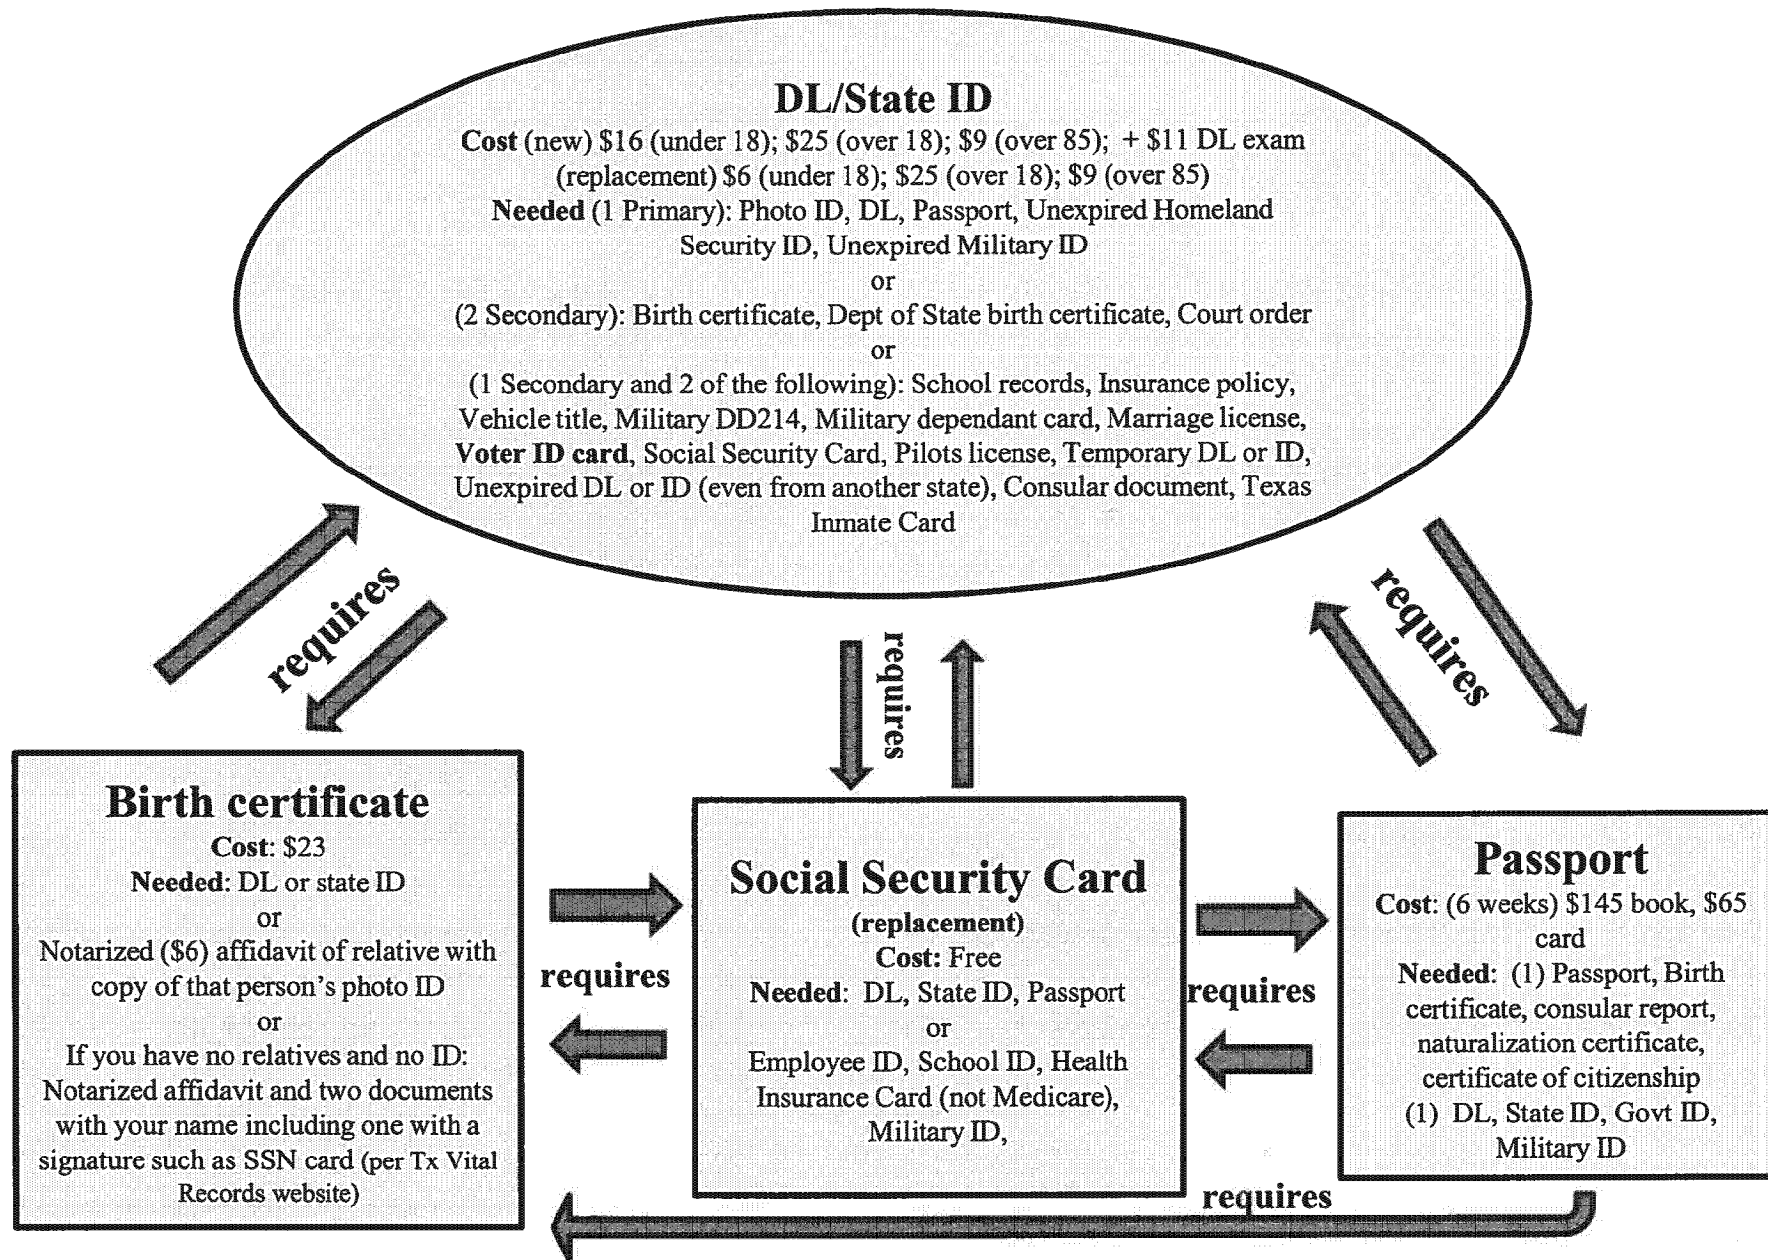 DL/State ID
Cost (new) $16 (under 18); $25 (over 18); $9 (over 85); + $11 DL exam
(replacement) $6 (under 18); $25 (over 18); $9 (over 85)
Needed (1 Primary): Photo ID, DL, Passport, Unexpired Homeland
Security ID, Unexpired Military ID
or
(2 Secondary): Birth certificate, Dept of State birth certificate, Court order
or
(1 Secondary and 2 of the following): School records, Insurance policy,
Vehicle title, Military DD214, Military dependant card, Marriage license,
Voter ID card, Social Security Card, Pilots license, Temporary DL or ID,
Unexpired DL or ID (even from another state), Consular document, Texas
Inmate Card
requires
requires
requires
Birth certificate
Cost: $23
Needed: DL or state ID
or
Notarized ($6) affidavit of relative with
copy of that person's photo ID
or
If you have no relatives and no ID:
Notarized affidavit and two documents
with your name including one with a
signature such as SSN card (per Tx Vital
Records website)
requires
Social Security Card
(replacement)
Cost: Free
Needed: DL, State ID, Passport
or
Employee ID, School ID, Health
Insurance Card (not Medicare),
Military ID,
requires
Passport
Cost: (6 weeks) $145 book, $65
card
Needed: (1) Passport, Birth
certificate, consular report,
naturalization certificate,
certificate of citizenship
(1) DL, State ID, Govt ID,
Military ID
requires